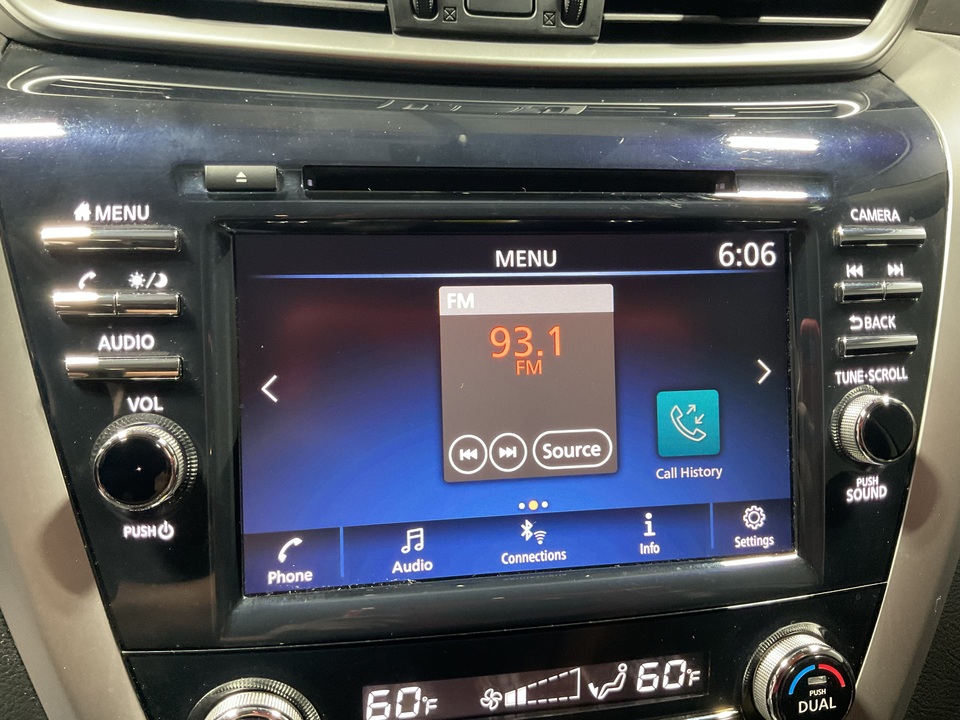 MENU
CAMERA
MENU
6:06
FM
93.1
FM
AUDIO
BACK
VOL
TUNE·SCROLL
Source
Call History
PUSH
SOUND
PUSH
Phone
Audio
Connections
Info
Settings
60°F
60°F
PUSH
DUAL